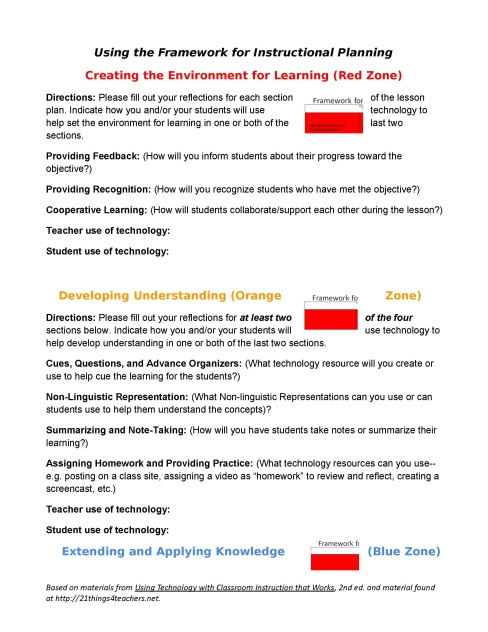 Using the Framework for Instructional Planning
Creating the Environment for Learning (Red Zone)
Directions: Please fill out your reflections for each section of the lesson
plan. Indicate how you and/or your students will use technology to
help set the environment for learning in one or both of the last two
sections.
Framework for
Providing Feedback: (How will you inform students about their progress toward the
objective?)
Providing Recognition: (How will you recognize students who have met the objective?)
Cooperative Learning: (How will students collaborate/support each other during the lesson?)
Teacher use of technology:
Student use of technology:
Developing Understanding (Orange Zone)
Framework fo
Directions: Please fill out your reflections for at least two of the four
sections below. Indicate how you and/or your students will use technology to
help develop understanding in one or both of the last two sections.
Cues, Questions, and Advance Organizers: (What technology resource will you create or
use to help cue the learning for the students?)
Non-Linguistic Representation: (What Non-linguistic Representations can you use or can
students use to help them understand the concepts)?
Summarizing and Note-Taking: (How will you have students take notes or summarize their
learning?)
Assigning Homework and Providing Practice: (What technology resources can you use--
e.g. posting on a class site, assigning a video as “homework” to review and reflect, creating a
screencast, etc.)
Teacher use of technology:
Student use of technology:
Framework f
Extending and Applying Knowledge (Blue Zone)
Based on materials from Using Technology with Classroom Instruction that Works, 2nd ed. and material found
at http://21things4teachers.net.